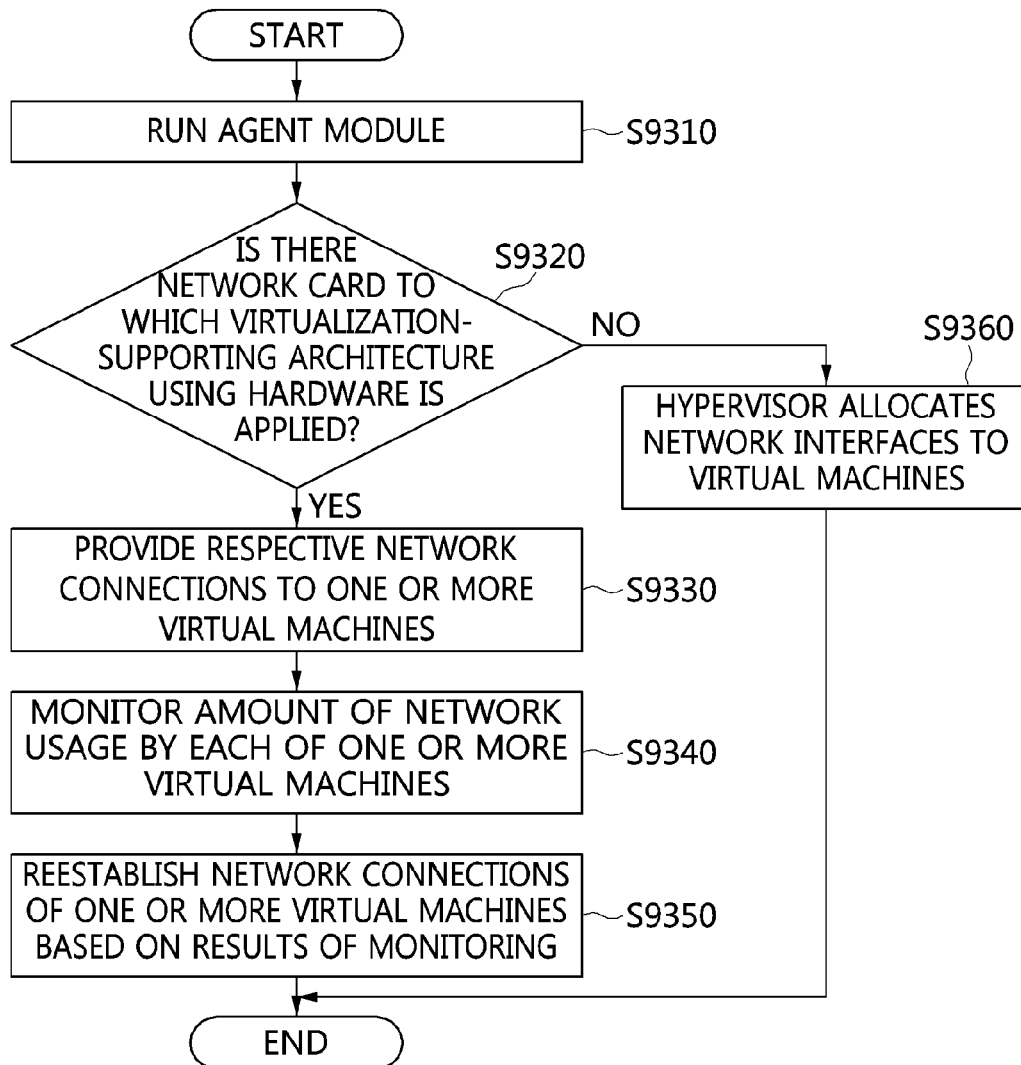 START
RUN AGENT MODULE
S9310
IS THERE
NETWORK CARD TO
WHICH VIRTUALIZATION-
SUPPORTING ARCHITECTURE
USING HARDWARE IS
APPLIED?
S9320
NO
S9360
HYPERVISOR ALLOCATES
NETWORK INTERFACES TO
VIRTUAL MACHINES
YES
PROVIDE RESPECTIVE NETWORK
CONNECTIONS TO ONE OR MORE
VIRTUAL MACHINES
S9330
MONITOR AMOUNT OF NETWORK
USAGE BY EACH OF ONE OR MORE
VIRTUAL MACHINES
S9340
REESTABLISH NETWORK CONNECTIONS
OF ONE OR MORE VIRTUAL MACHINES
BASED ON RESULTS OF MONITORING
S9350
END